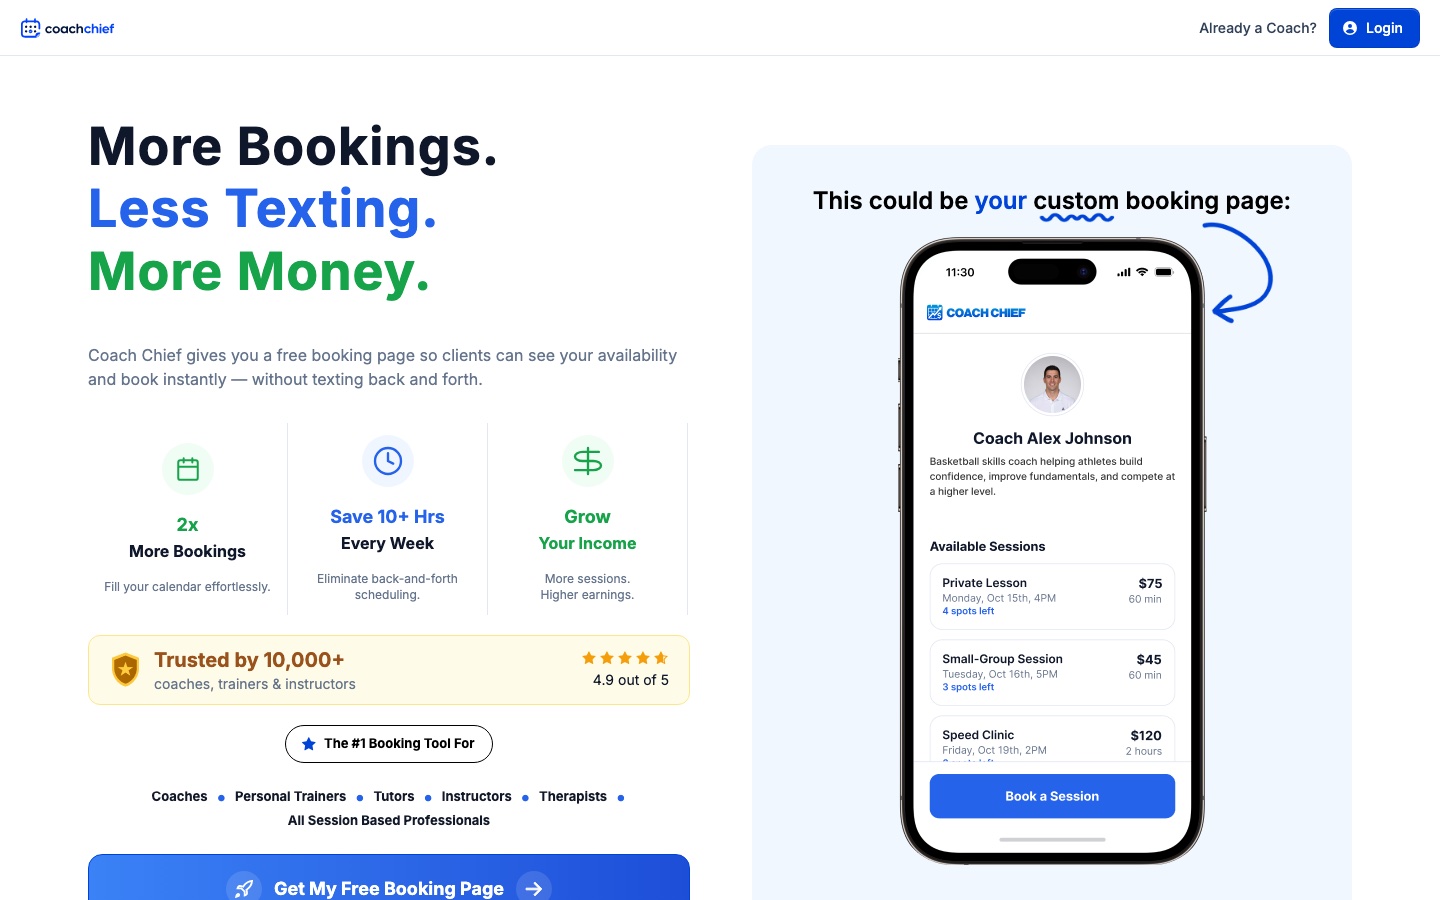 coachchief
Already a Coach?
Login
More Bookings.
Less Texting.
More Money.
Coach Chief gives you a free booking page so clients can see your availability
and book instantly — without texting back and forth.
2x
More Bookings
Fill your calendar effortlessly.
Save 10+ Hrs
Every Week
Eliminate back-and-forth
scheduling.
Grow
Your Income
More sessions.
Higher earnings.
Trusted by 10,000+
coaches, trainers & instructors
4.9 out of 5
The #1 Booking Tool For
Coaches • Personal Trainers • Tutors • Instructors • Therapists •
All Session Based Professionals
Get My Free Booking Page
This could be your custom booking page:
11:30
COACH CHIEF
Coach Alex Johnson
Basketball skills coach helping athletes build
confidence, improve fundamentals, and compete at
a higher level.
Available Sessions
Private Lesson
$75
Monday, Oct 15th, 4PM
60 min
4 spots left
Small-Group Session
$45
Tuesday, Oct 16th, 5PM
60 min
3 spots left
Speed Clinic
$120
Friday, Oct 19th, 2PM
2 hours
Book a Session